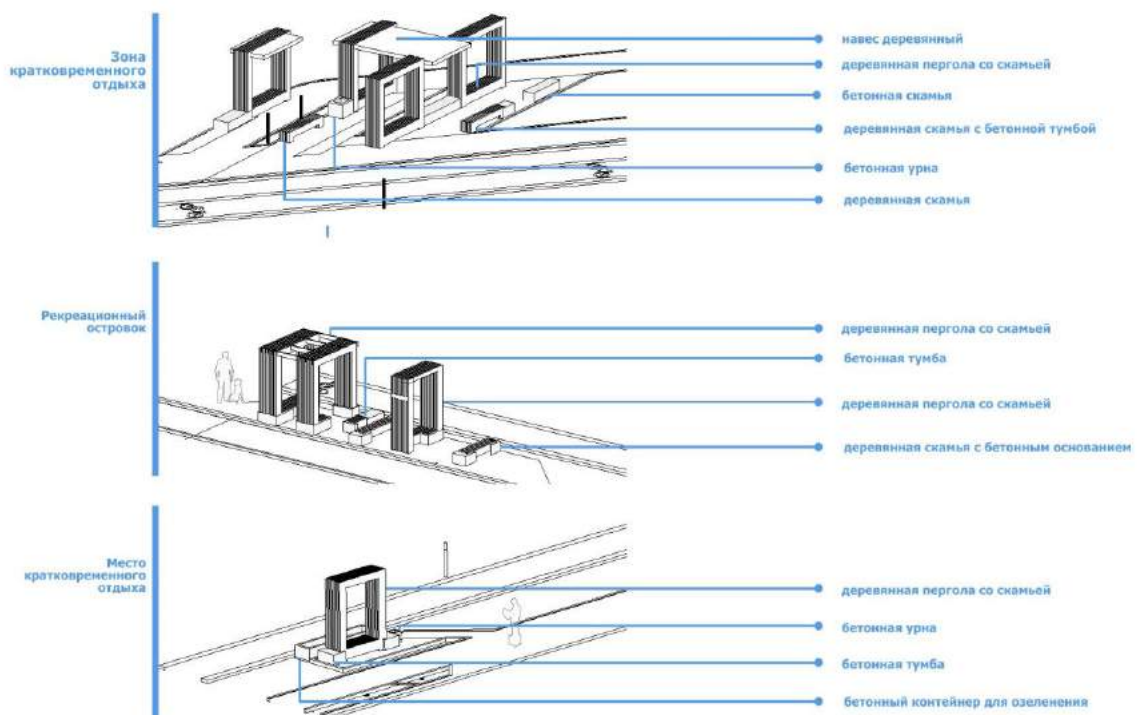 Зона
кратковременного
отдыха
навес деревянный
деревянная пергола со скамьей
бетонная скамья
деревянная скамья с бетонной тумбой
бетонная урна
деревянная скамья
Рекреационный
островок
деревянная пергола со скамьей
бетонная тумба
деревянная пергола со скамьей
деревянная скамья с бетонным основанием
Место
кратковременного
отдыха
деревянная пергола со скамьей
бетонная урна
бетонная тумба
бетонный контейнер для озеленения